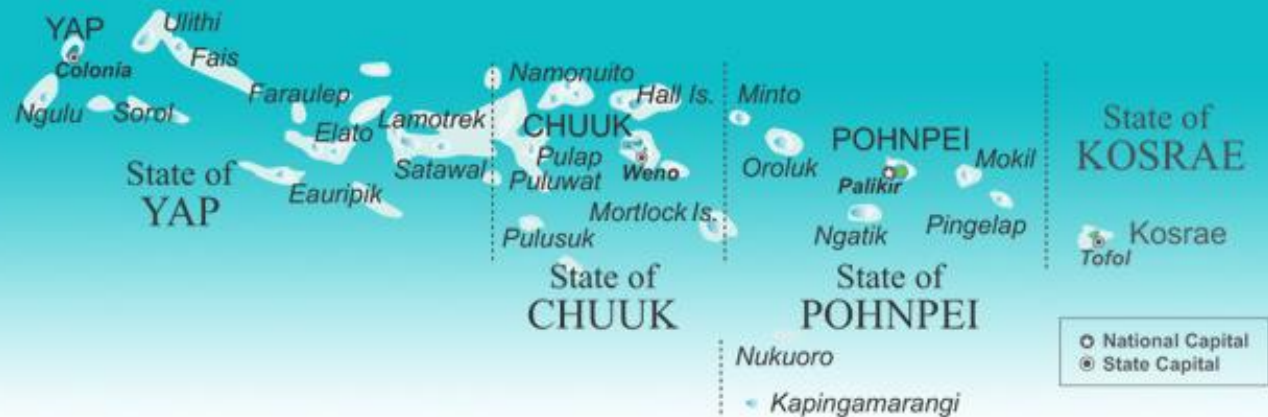 YAP
Colonia
Ulithi
Fais
Ngulu
Sorol
Faraulep
Elato
Lamotrek
Satawal
Eauripik
State of
YAP
Namonuito
Hall Is.
CHUUK
Pulap
Puluwat
Weno
Mortlock Is.
Pulusuk
State of
CHUUK
Minto
Oroluk
POHNPEI
Palikir
Mokil
Ngatik
Pingelap
State of
POHNPEI
Nukuoro
Kapingamarangi
State of
KOSRAE
Kosrae
Tofol
National Capital
State Capital